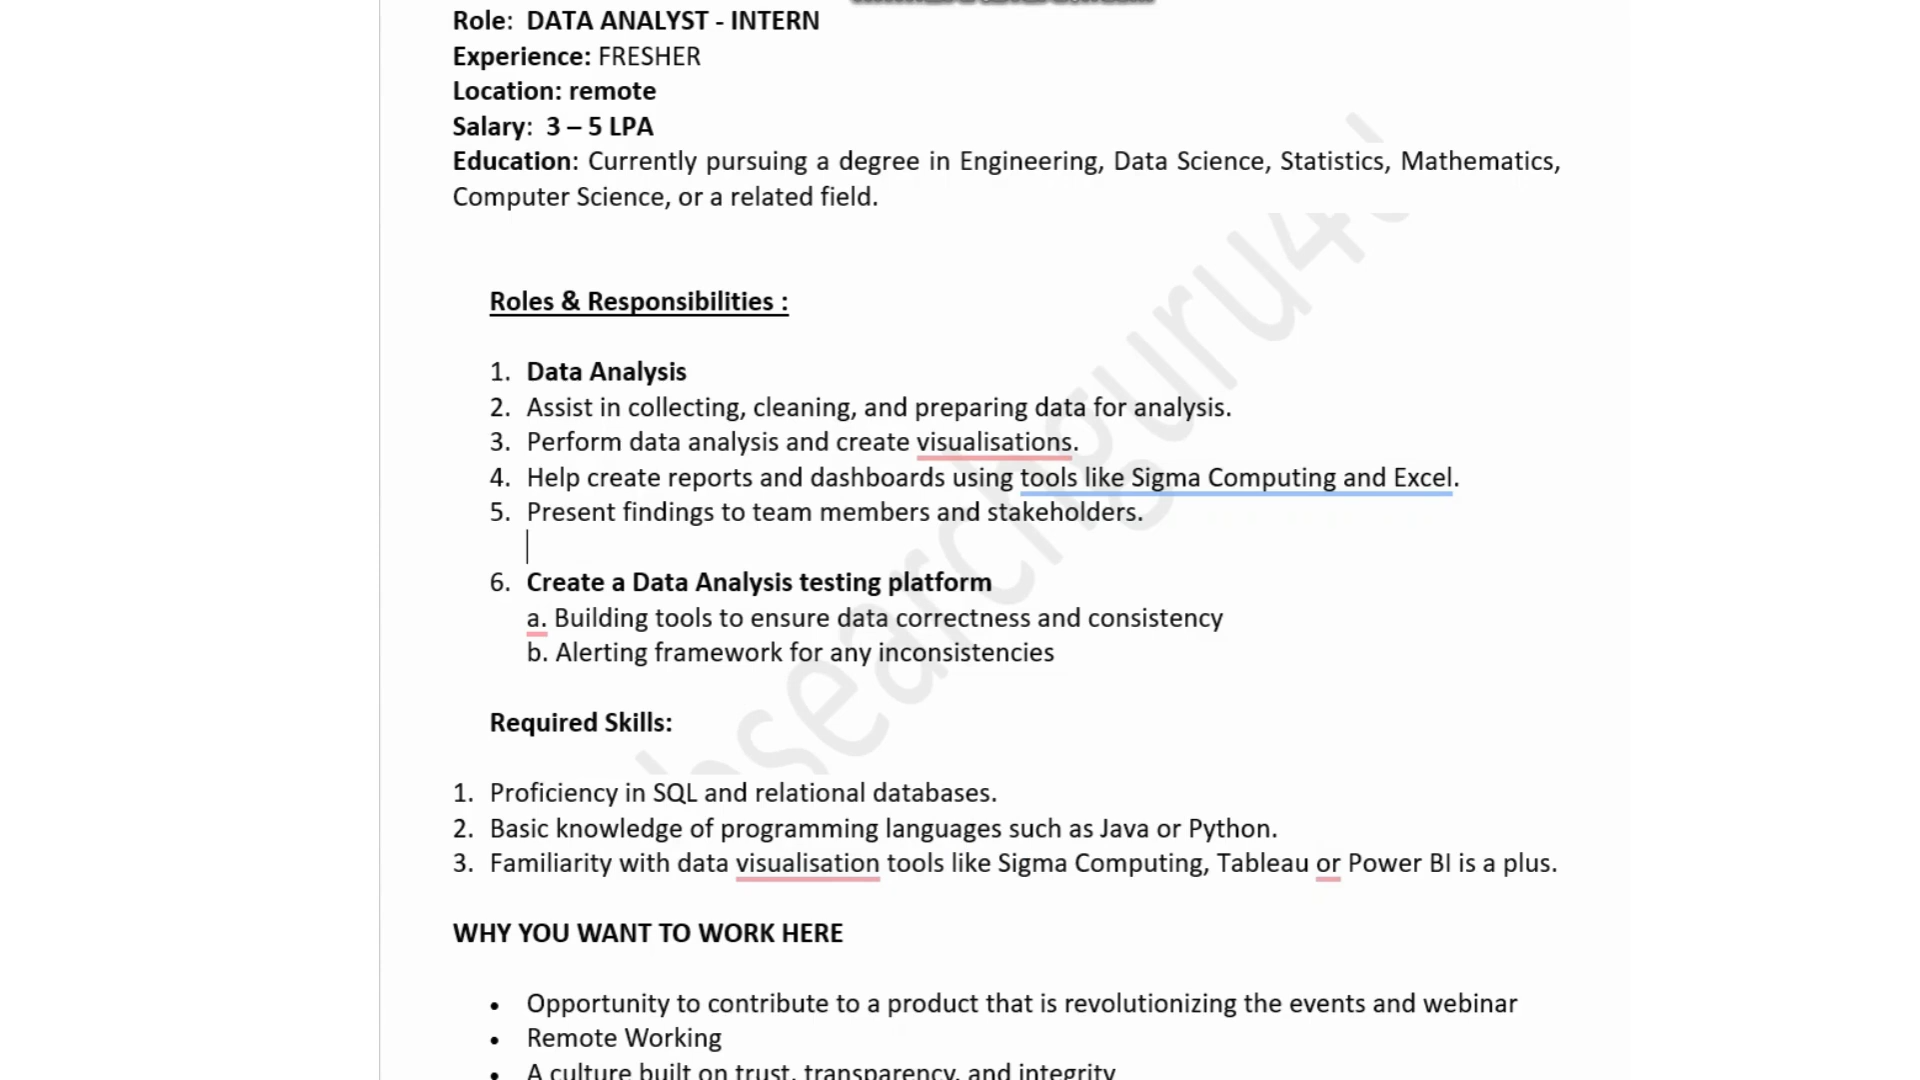 Role: DATA ANALYST - INTERN
Experience: FRESHER
Location: remote
Salary: 3 – 5 LPA
Education: Currently pursuing a degree in Engineering, Data Science, Statistics, Mathematics,
Computer Science, or a related field.
Roles & Responsibilities :
1. Data Analysis
2. Assist in collecting, cleaning, and preparing data for analysis.
3. Perform data analysis and create visualisations.
4. Help create reports and dashboards using tools like Sigma Computing and Excel.
5. Present findings to team members and stakeholders.
6. Create a Data Analysis testing platform
a. Building tools to ensure data correctness and consistency
b. Alerting framework for any inconsistencies
Required Skills:
1. Proficiency in SQL and relational databases.
2. Basic knowledge of programming languages such as Java or Python.
3. Familiarity with data visualisation tools like Sigma Computing, Tableau or Power BI is a plus.
WHY YOU WANT TO WORK HERE
• Opportunity to contribute to a product that is revolutionizing the events and webinar
• Remote Working
• A culture built on trust, transparency, and integrity